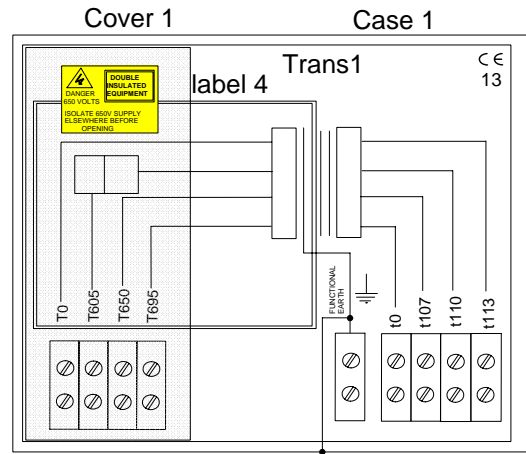 Cover 1
Case 1
Trans1
label 4
CE
13
DANGER
650 VOLTS
DOUBLE
INSULATED
EQUIPMENT
ISOLATE 650V SUPPLY
ELSEWHERE BEFORE
OPENING
T0
T605
T650
T695
FUNCTIONAL
EARTH
t0
t107
t110
t113